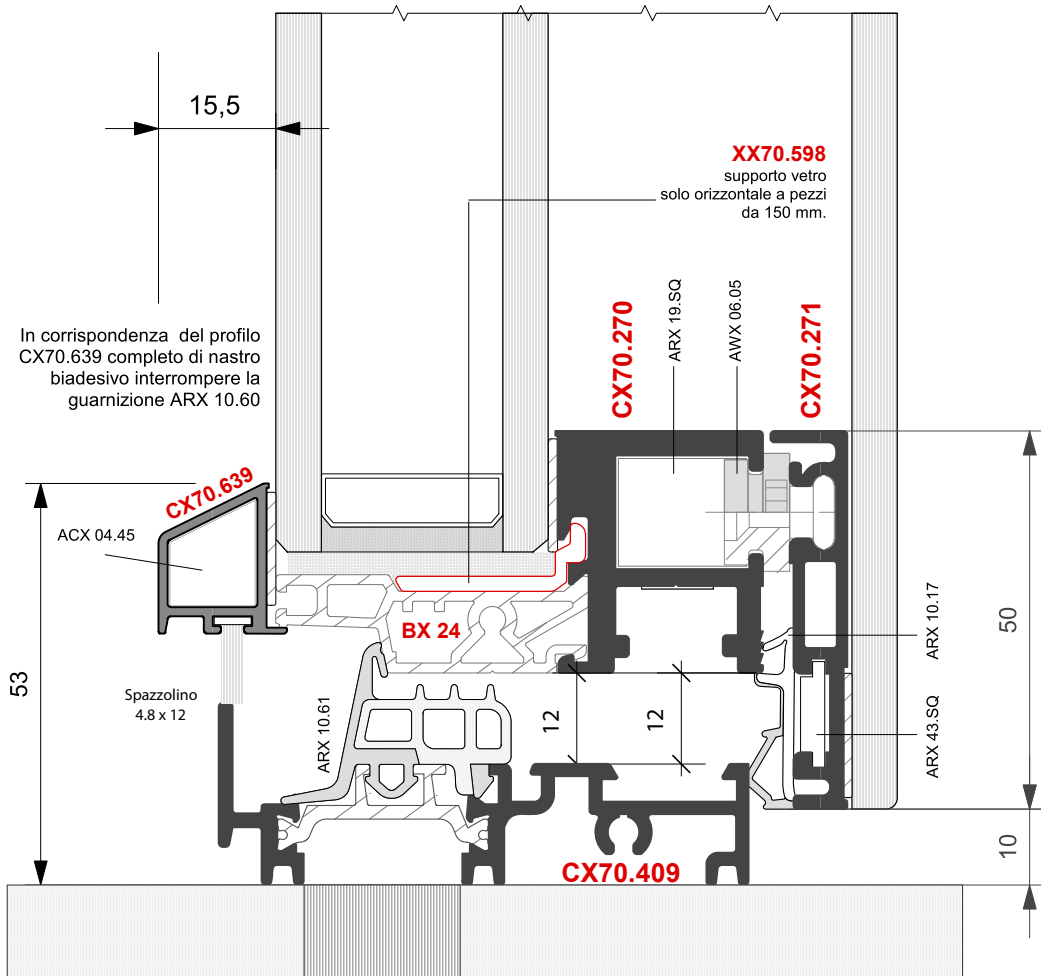 15,5
XX70.598
supporto vetro
solo orizzontale a pezzi
da 150 mm.
In corrispondenza del profilo
CX70.639 completo di nastro
biadesivo interrompere la
guarnizione ARX 10.60
CX70.270
ARX 19.SQ
AWX 06.05
CX70.271
CX70.639
ACX 04.45
BX 24
ARX 10.17
50
53
Spazzolino
4.8 x 12
ARX 10.61
12
12
ARX 43.SQ
10
CX70.409